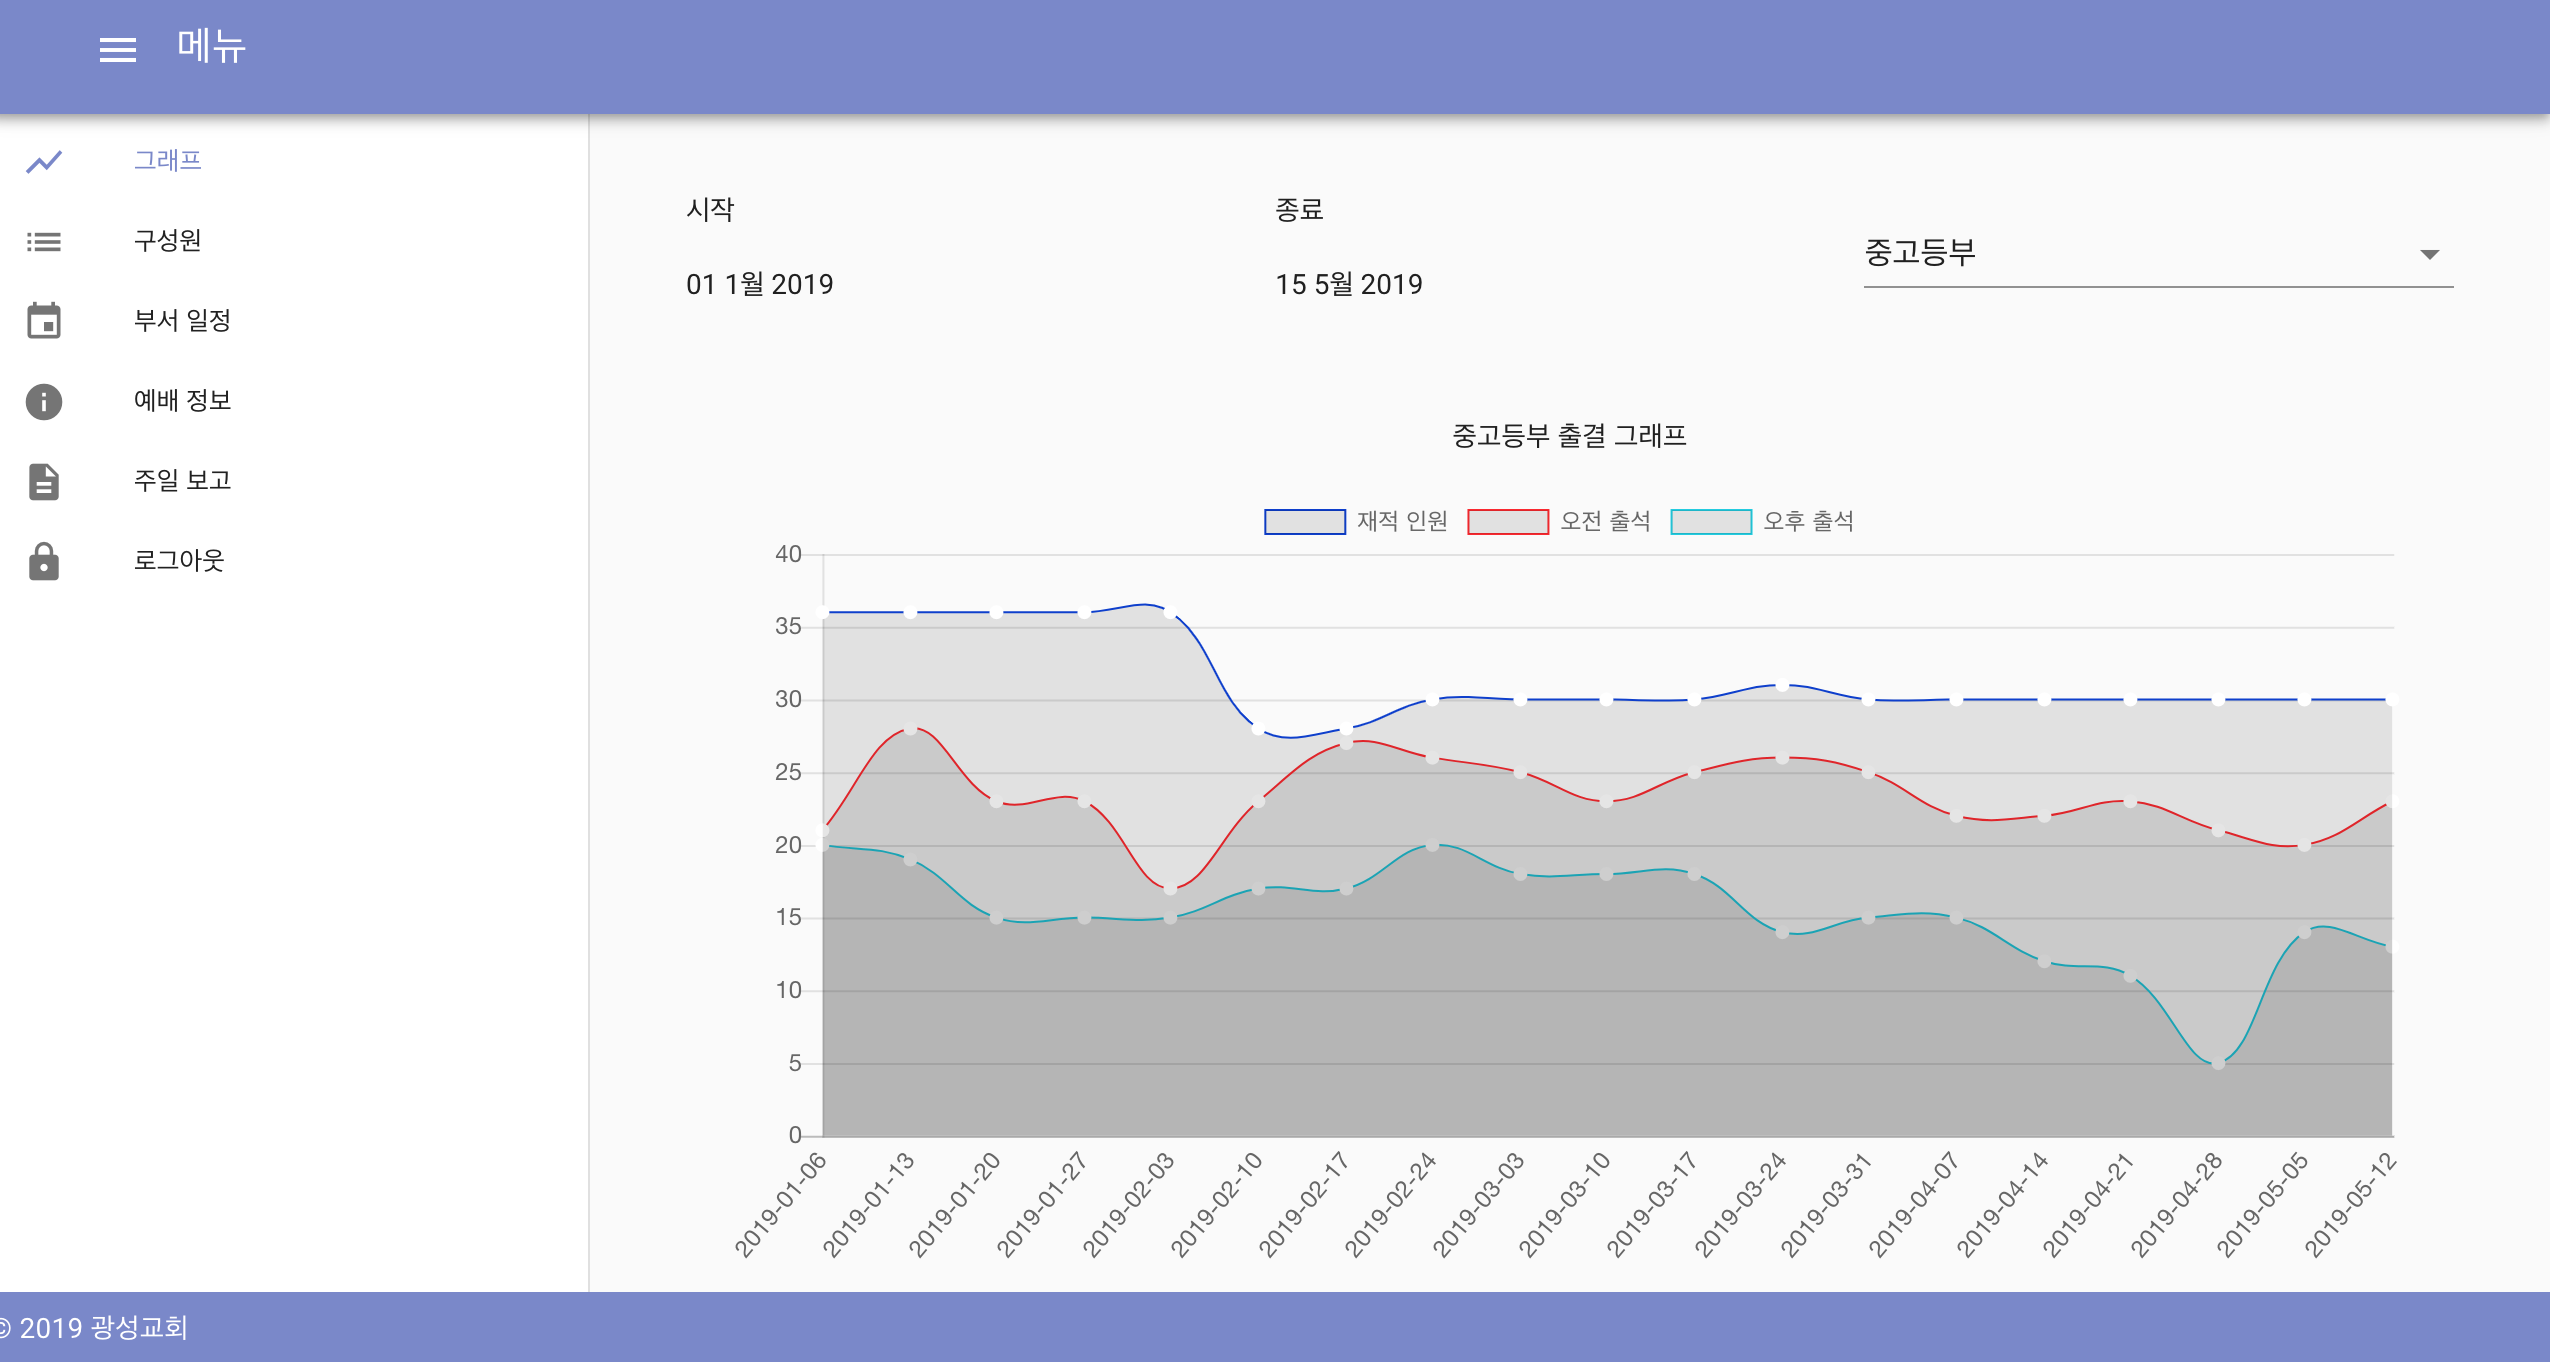 메뉴
그래프
구성원
부서 일정
예배 정보
주일 보고
로그아웃
시작
01 1월 2019
종료
15 5월 2019
중고등부
중고등부 출결 그래프
재적 인원 오전 출석 오후 출석
40
35
30
25
20
15
10
5
0
2019-01-06
2019-01-13
2019-01-20
2019-01-27
2019-02-03
2019-02-10
2019-02-17
2019-02-24
2019-03-03
2019-03-10
2019-03-17
2019-03-24
2019-03-31
2019-04-07
2019-04-14
2019-04-21
2019-04-28
2019-05-05
2019-05-12
© 2019 광성교회